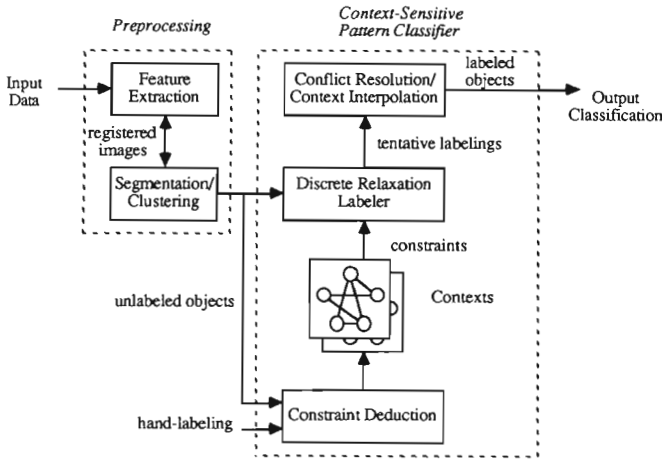 Preprocessing
Context-Sensitive
Pattern Classifier
Input
Data
Feature
Extraction
registered
images
Segmentation/
Clustering
Conflict Resolution/
Context Interpolation
labeled
objects
Output
Classification
tentative labelings
Discrete Relaxation
Labeler
constraints
Contexts
unlabeled objects
hand-labeling
Constraint Deduction